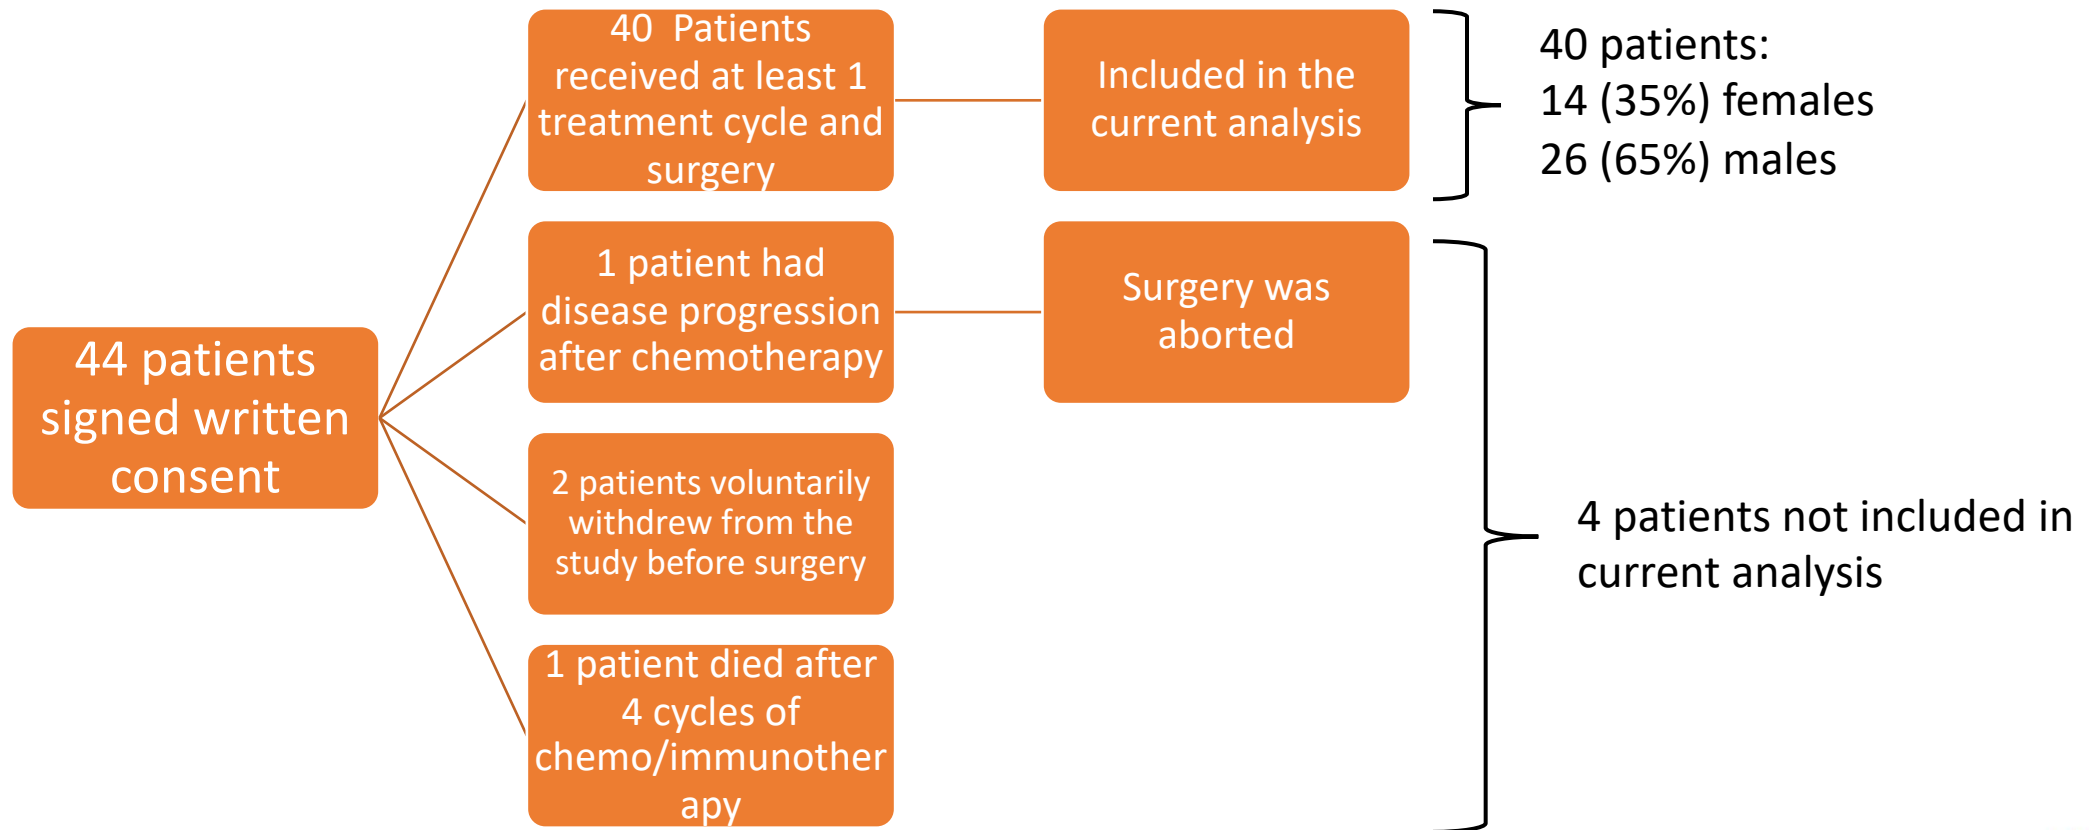 44 patients
signed written
consent
40  Patients
received at least 1
treatment cycle and
surgery
Included in the
current analysis
40 patients:
14 (35%) females
26 (65%) males
1 patient had
disease progression
after chemotherapy
Surgery was
aborted
2 patients voluntarily
withdrew from the
study before surgery
1 patient died after
4 cycles of
chemo/immunother
apy
4 patients not included in
current analysis